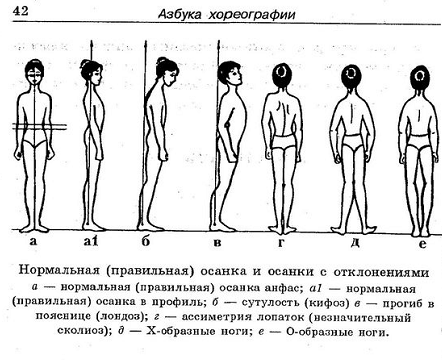 42
Азбука хореографии
а а1 б в г д е
Нормальная (правильная) осанка и осанки с отклонениями
а — нормальная (правильная) осанка анфас; а1 — нормальная
(правильная) осанка в профиль; б — сутулость (кифоз) в — прогиб в
пояснице (лондоз); г — ассиметрия лопаток (незначительный
сколиоз); д — Х-образные ноги; е — О-образные ноги.